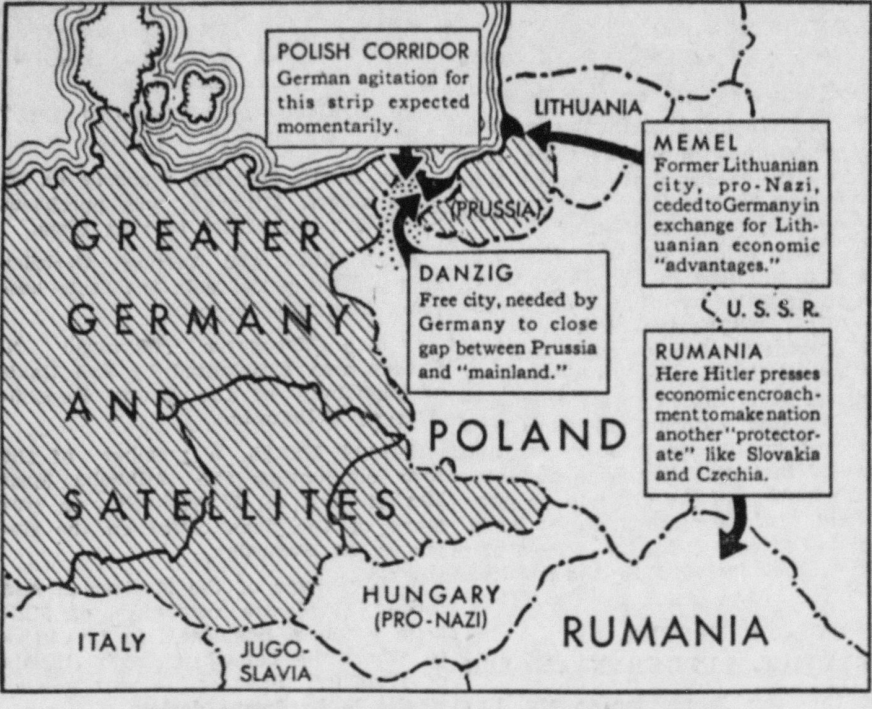 POLISH CORRIDOR
German agitation for
this strip expected
momentarily.
LITHUANIA
MEMEL
Former Lithuanian
city, pro-Nazi,
ceded to Germany in
exchange for Lith-
uanian economic
"advantages."
(PRUSSIA)
GREATER
GERMANY
AND
SATELLITES
DANZIG
Free city, needed by
Germany to close
gap between Prussia
and "mainland."
U. S. S. R.
RUMANIA
Here Hitler presses
economic encroach-
ment to make nation
another "protector-
ate" like Slovakia
and Czechia.
POLAND
HUNGARY
(PRO-NAZI)
RUMANIA
ITALY
JUGO-
SLAVIA